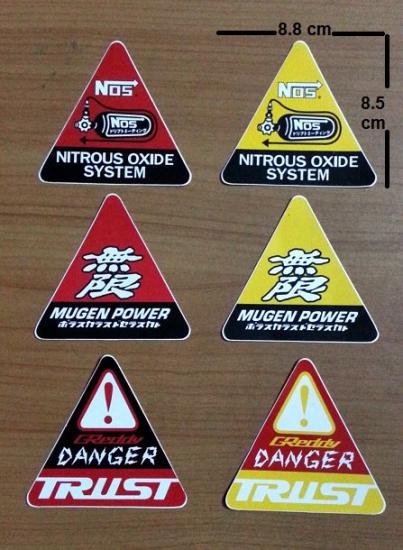 8.8 cm
8.5
cm
NOS
NOS
NITROUS OXIDE
SYSTEM
NOS
NOS
NITROUS OXIDE
SYSTEM
無限
MUGEN POWER
無限
MUGEN POWER
GReddy
DANGER
TRUST
GReddy
DANGER
TRUST